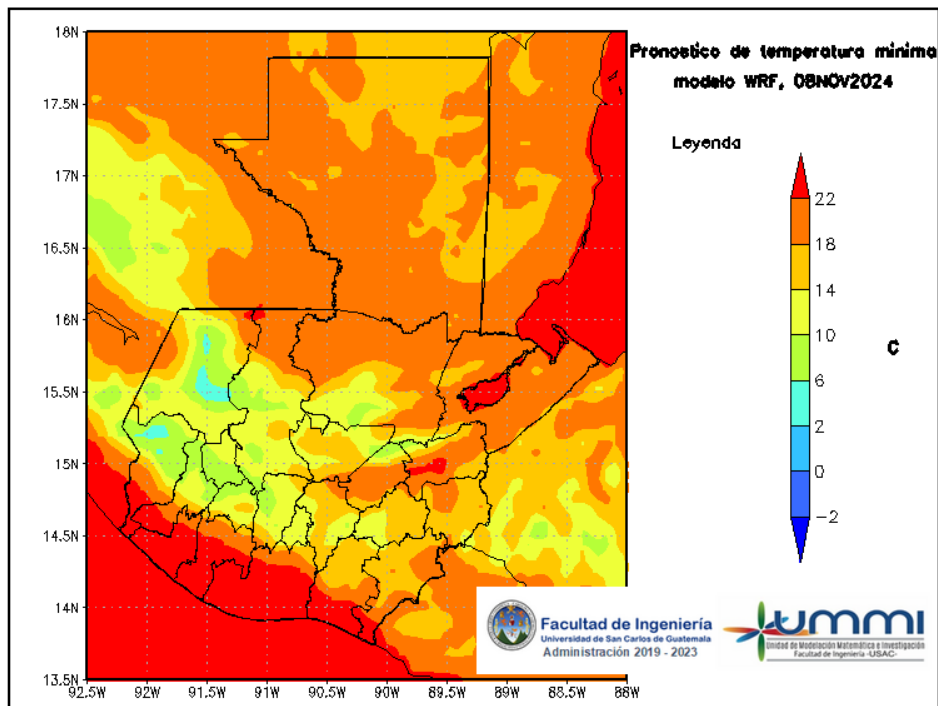 Pronostico de temperatura minima
modelo WRF, 08NOV2024
Leyenda
22
18
14
10
6
2
0
-2
C
18N
17.5N
17N
16.5N
16N
15.5N
15N
14.5N
14N
13.5N
92.5W
92W
91.5W
91W
90.5W
90W
89.5W
89W
88.5W
88W
Facultad de Ingeniería
Universidad de San Carlos de Guatemala
Administración 2019 - 2023
ummi
Unidad de Modelación Matemática e Investigación
Facultad de Ingeniería -USAC-